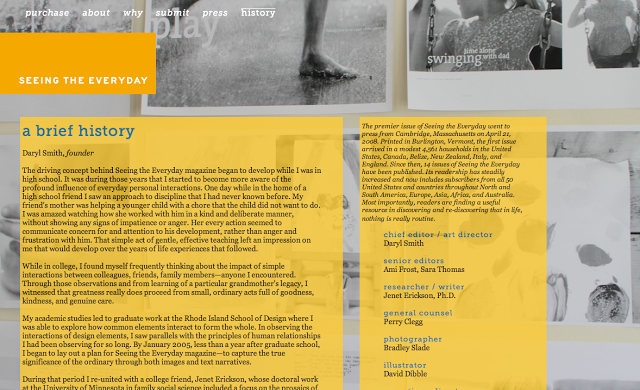 purchase about why submit press history
play
time alone
swinging with dad
SEEING THE EVERYDAY
a brief history
Daryl Smith, founder
The driving concept behind Seeing the Everyday magazine began to develop while I was in
high school. It was during those years that I started to become more aware of the
profound influence of everyday personal interactions. One day while in the home of a
high school friend I saw an approach to discipline that I had never known before. My
friend's mother was helping a younger child with a chore that the child did not want to do.
I was amazed watching how she worked with him in a kind and deliberate manner,
without showing any signs of impatience or anger. Her every action seemed to
communicate concern for and attention to his development, rather than anger and
frustration with him. That simple act of gentle, effective teaching left an impression on
me that would develop over the years of life experiences that followed.
While in college, I found myself frequently thinking about the impact of simple
interactions between colleagues, friends, family members—anyone I encountered.
Through those observations and from learning of a particular grandmother's legacy, I
witnessed that greatness really does proceed from small, ordinary acts full of goodness,
kindness, and genuine care.
My academic studies led to graduate work at the Rhode Island School of Design where I
was able to explore how common elements interact to form the whole. In observing the
interactions of design elements, I saw parallels with the principles of human relationships
I had been observing for so long. By January 2005, less than a year after graduate school,
I began to lay out a plan for Seeing the Everyday magazine—to capture the true
significance of the ordinary through both images and text narratives.
During that period I re-united with a college friend, Jenet Erickson, whose doctoral work
at the University of Minnesota in family social science included a focus on the process of
The premier issue of Seeing the Everyday went to
press from Cambridge, Massachusetts on April 21,
2008. Printed in Burlington, Vermont, the first issue
arrived in a modest 4,961 households in the United
States, Canada, Belize, New Zealand, Italy, and
England. Since then, 14 issues of Seeing the Everyday
have been published. Its readership has steadily
increased and now includes subscribers from all 50
United States and countries throughout North and
South America, Europe, Asia, Africa, and Australia.
Most importantly, readers are finding a useful
resource in discovering and re-discovering that in life,
nothing is really routine.
chief editor / art director
Daryl Smith
senior editors
Ami Frost, Sara Thomas
researcher / writer
Jenet Erickson, Ph.D.
general counsel
Perry Clegg
photographer
Bradley Slade
illustrator
David Dibble